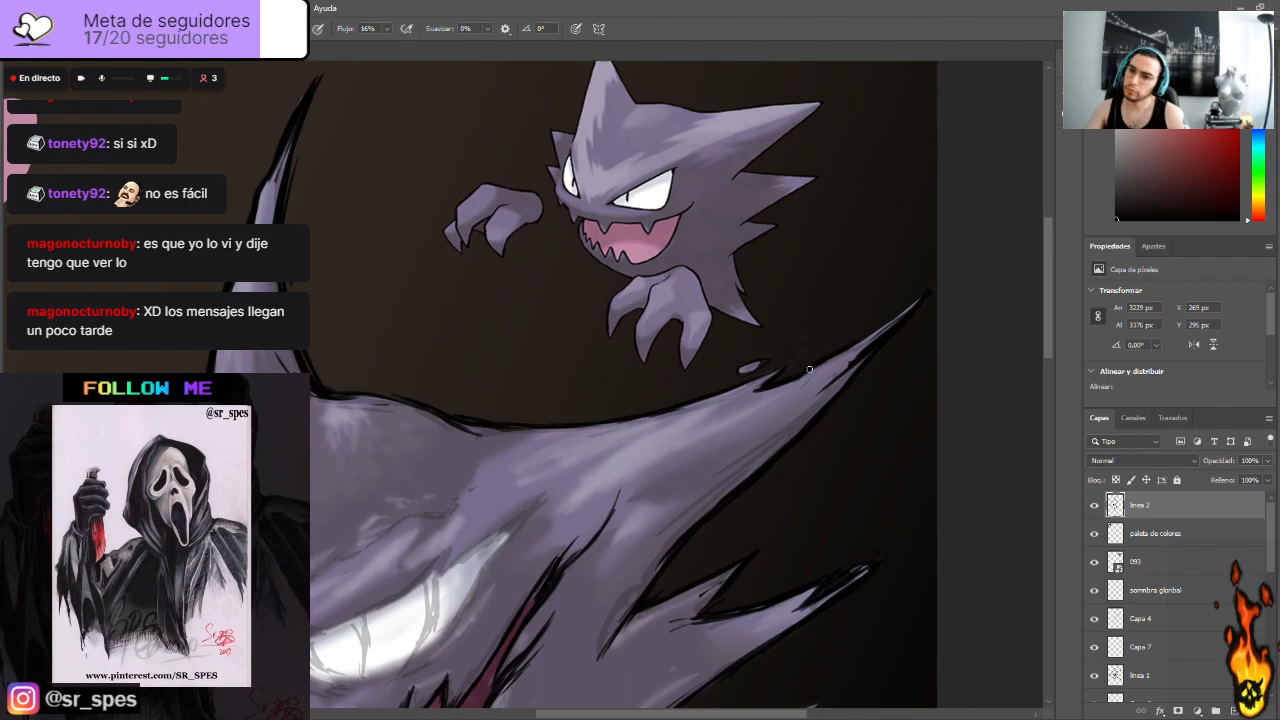 Meta de seguidores
17/20 seguidores
Ayuda
Flujo: 16%
Suavizar: 0%
0°
En directo
3
tonety92: si si xD
tonety92: no es fácil
magonocturnoby: es que yo lo vi y dije
tengo que ver lo
magonocturnoby: XD los mensajes llegan
un poco tarde
FOLLOW ME
@sr_spes
www.pinterest.com/SR_SPES
@sr_spes
Propiedades
Ajustes
Capa de píxeles
Transformar
An 3229 px
X 269 px
Al 3376 px
Y 295 px
0,00°
Alinear y distribuir
Alinear:
Capas
Canales
Trazados
Tipo
Normal
Opacidad: 100%
Bloq.:
Relleno: 100%
linea 2
paleta de colores
093
somnbra glonbal
Capa 4
Capa 7
linea 1
fx